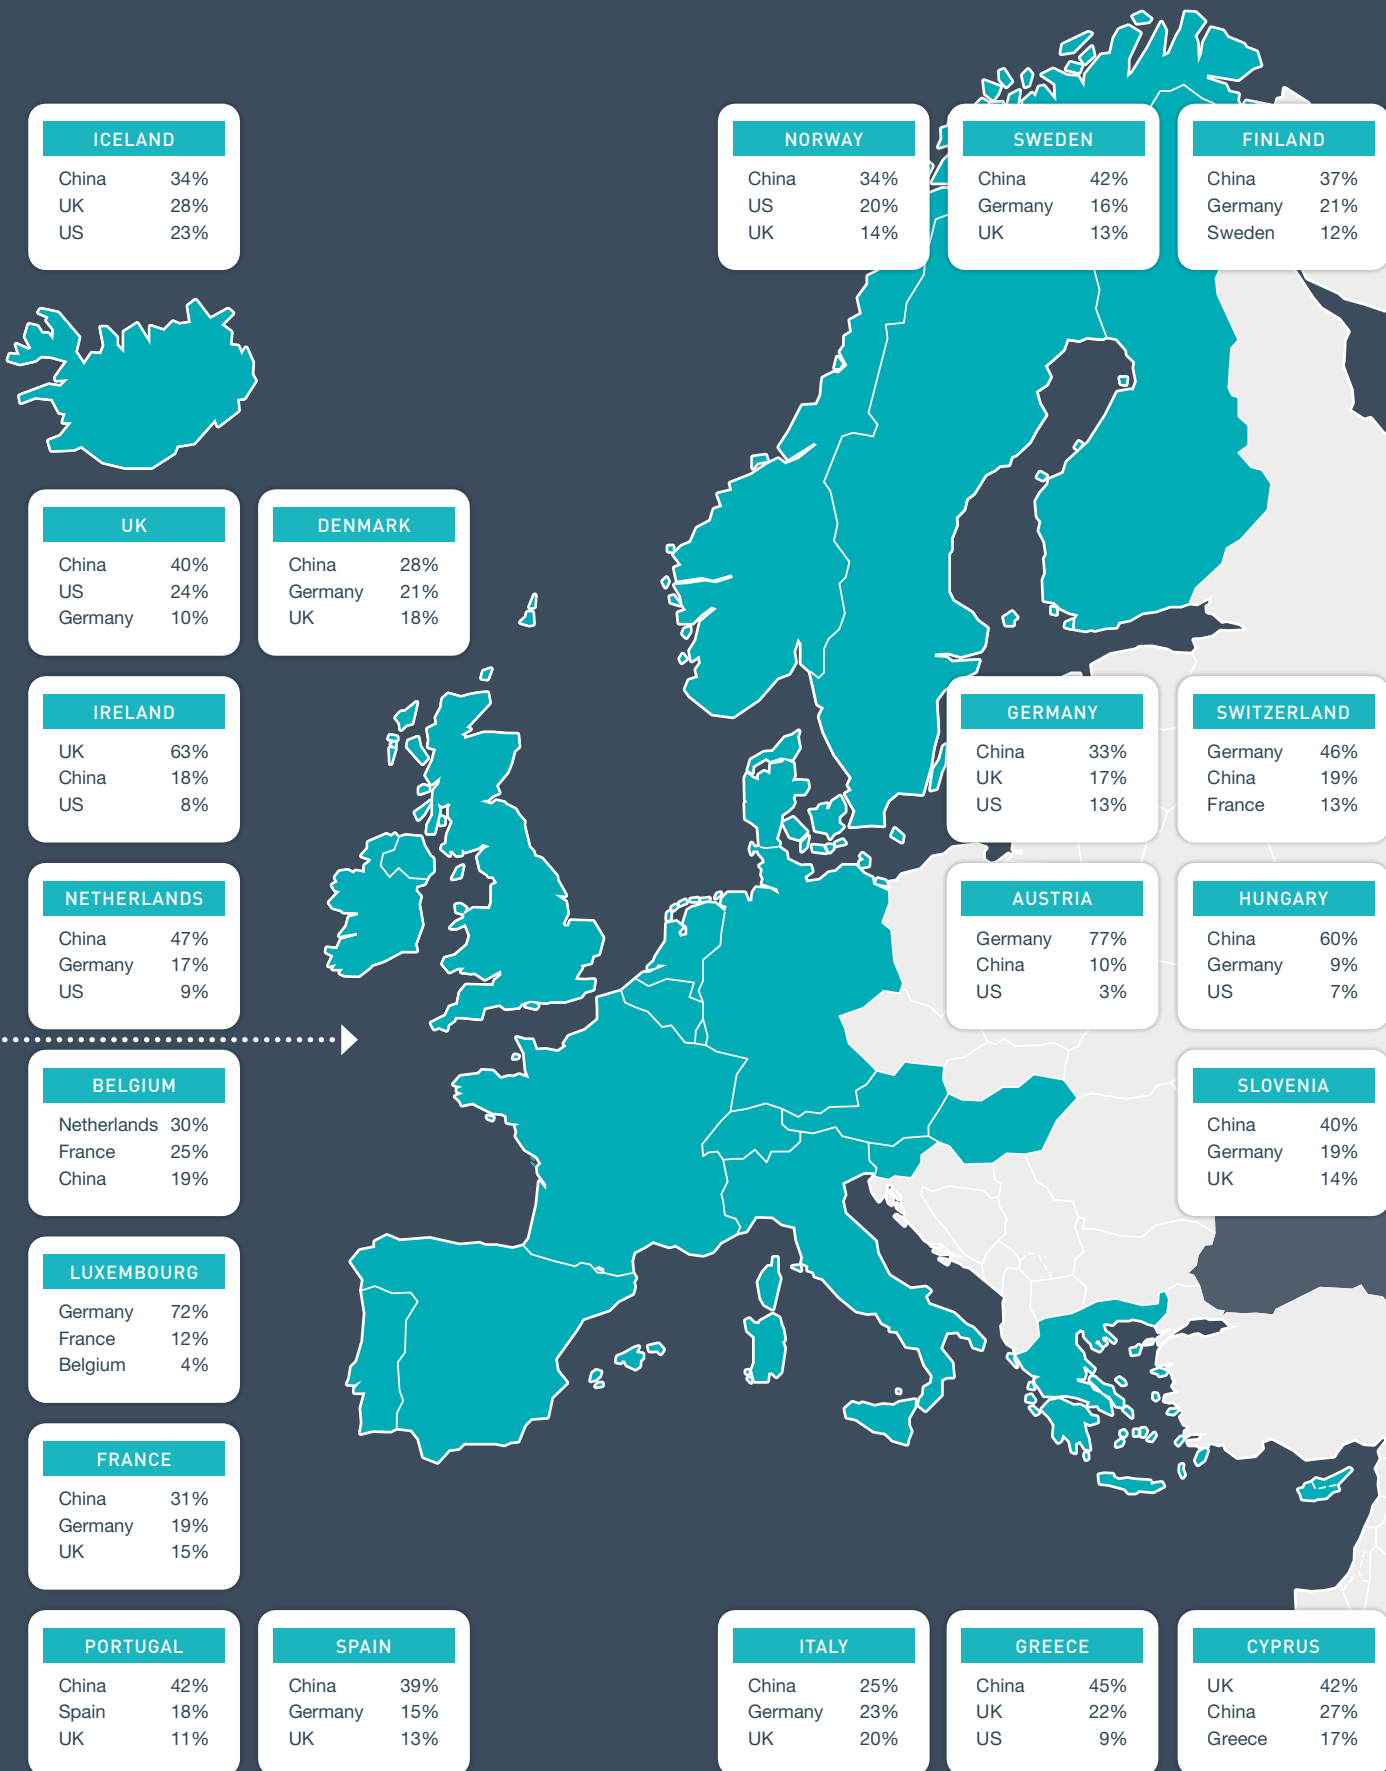 ICELAND
China 34%
UK 28%
US 23%
NORWAY
China 34%
US 20%
UK 14%
SWEDEN
China 42%
Germany 16%
UK 13%
FINLAND
China 37%
Germany 21%
Sweden 12%
UK
China 40%
US 24%
Germany 10%
DENMARK
China 28%
Germany 21%
UK 18%
IRELAND
UK 63%
China 18%
US 8%
GERMANY
China 33%
UK 17%
US 13%
SWITZERLAND
Germany 46%
China 19%
France 13%
NETHERLANDS
China 47%
Germany 17%
US 9%
AUSTRIA
Germany 77%
China 10%
US 3%
HUNGARY
China 60%
Germany 9%
US 7%
BELGIUM
Netherlands 30%
France 25%
China 19%
SLOVENIA
China 40%
Germany 19%
UK 14%
LUXEMBOURG
Germany 72%
France 12%
Belgium 4%
FRANCE
China 31%
Germany 19%
UK 15%
PORTUGAL
China 42%
Spain 18%
UK 11%
SPAIN
China 39%
Germany 15%
UK 13%
ITALY
China 25%
Germany 23%
UK 20%
GREECE
China 45%
UK 22%
US 9%
CYPRUS
UK 42%
China 27%
Greece 17%